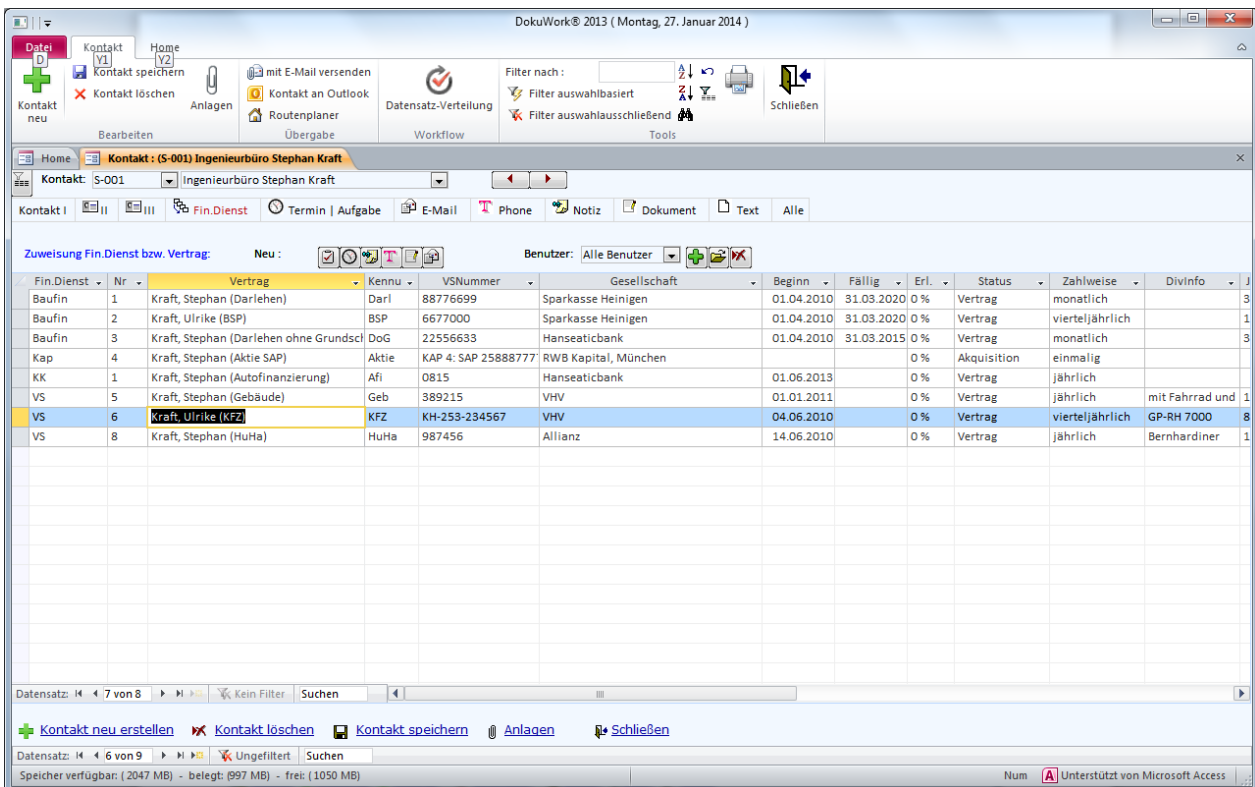 DokuWork® 2013 ( Montag, 27. Januar 2014 )
Datei Kontakt Home
D Y1 Y2
Kontakt neu
Kontakt speichern
Kontakt löschen
Anlagen
Bearbeiten
mit E-Mail versenden
Kontakt an Outlook
Routenplaner
Übergabe
Datensatz-Verteilung
Workflow
Filter nach :
Filter auswahlbasiert
Filter auswahlausschließend
Tools
Schließen
Home Kontakt : (S-001) Ingenieurbüro Stephan Kraft
Kontakt: S-001 Ingenieurbüro Stephan Kraft
Kontakt I II III Fin.Dienst Termin | Aufgabe E-Mail Phone Notiz Dokument Text Alle
Zuweisung Fin.Dienst bzw. Vertrag: Neu : Benutzer: Alle Benutzer
Fin.Dienst Nr Vertrag Kennu VSNummer Gesellschaft Beginn Fällig Erl. Status Zahlweise DivInfo J
Baufin 1 Kraft, Stephan (Darlehen) Darl 88776699 Sparkasse Heinigen 01.04.2010 31.03.2020 0 % Vertrag monatlich 3
Baufin 2 Kraft, Ulrike (BSP) BSP 6677000 Sparkasse Heinigen 01.04.2010 31.03.2020 0 % Vertrag vierteljährlich 1
Baufin 3 Kraft, Stephan (Darlehen ohne Grundsch DoG 22556633 Hanseaticbank 01.04.2010 31.03.2015 0 % Vertrag monatlich 3
Kap 4 Kraft, Stephan (Aktie SAP) Aktie KAP 4: SAP 25888777 RWB Kapital, München 0 % Akquisition einmalig
KK 1 Kraft, Stephan (Autofinanzierung) Afi 0815 Hanseaticbank 01.06.2013 0 % Vertrag jährlich
VS 5 Kraft, Stephan (Gebäude) Geb 389215 VHV 01.01.2011 0 % Vertrag jährlich mit Fahrrad und 1
VS 6 Kraft, Ulrike (KFZ) KFZ KH-253-234567 VHV 04.06.2010 0 % Vertrag vierteljährlich GP-RH 7000 8
VS 8 Kraft, Stephan (HuHa) HuHa 987456 Allianz 14.06.2010 0 % Vertrag jährlich Bernhardiner 1
Datensatz: 7 von 8 Kein Filter Suchen
Kontakt neu erstellen Kontakt löschen Kontakt speichern Anlagen Schließen
Datensatz: 6 von 9 Ungefiltert Suchen
Speicher verfügbar: ( 2047 MB) - belegt: (997 MB) - frei: ( 1050 MB) Num Unterstützt von Microsoft Access